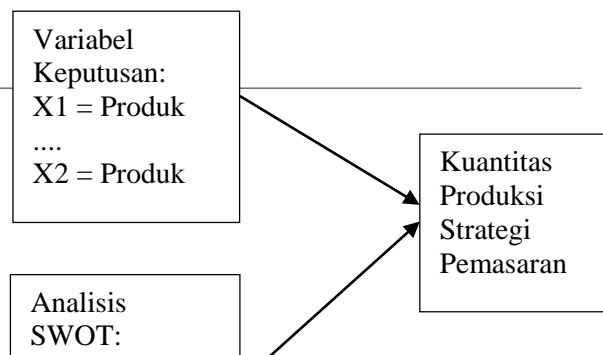 Variabel
Keputusan:
X1 = Produk
....
X2 = Produk
Kuantitas
Produksi
Strategi
Pemasaran
Analisis
SWOT: